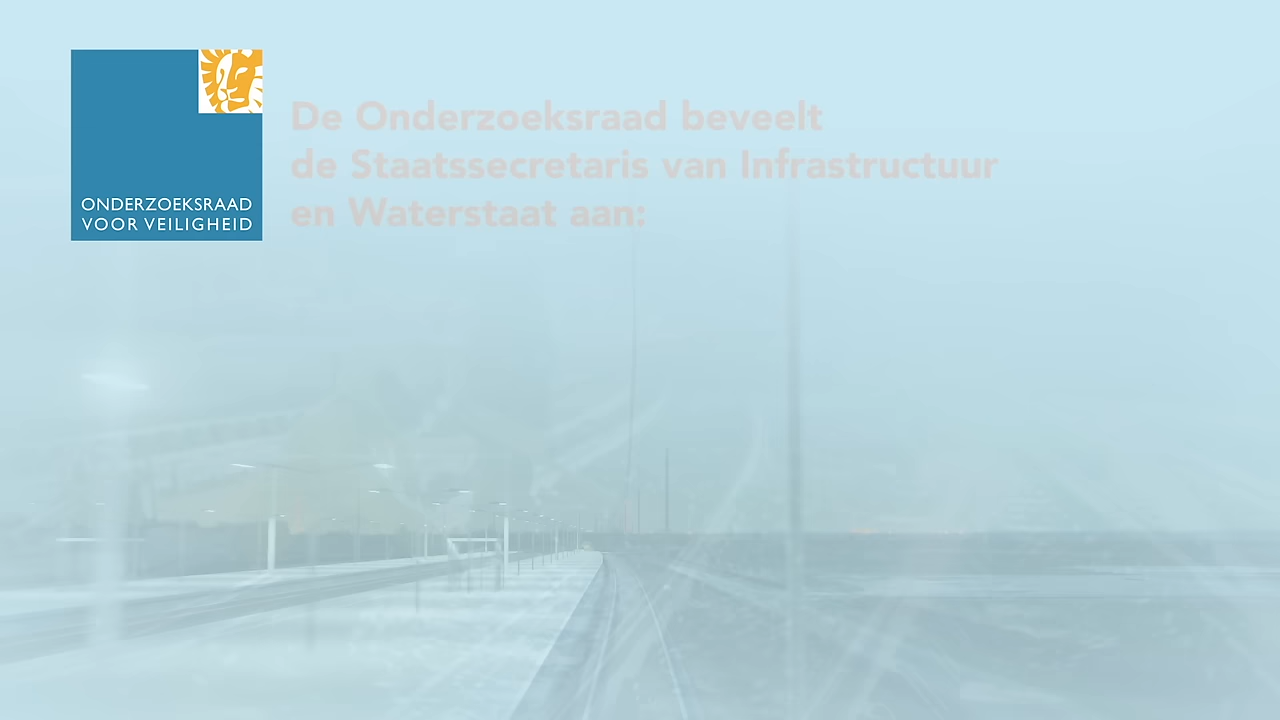 De Onderzoeksraad beveelt
de Staatssecretaris van Infrastructuur
en Waterstaat aan:
ONDERZOEKSRAAD
VOOR VEILIGHEID